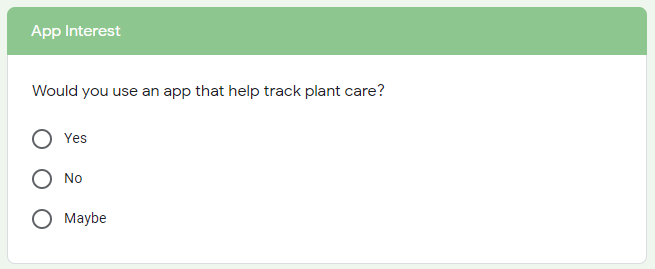 App Interest
Would you use an app that help track plant care?
Yes
No
Maybe